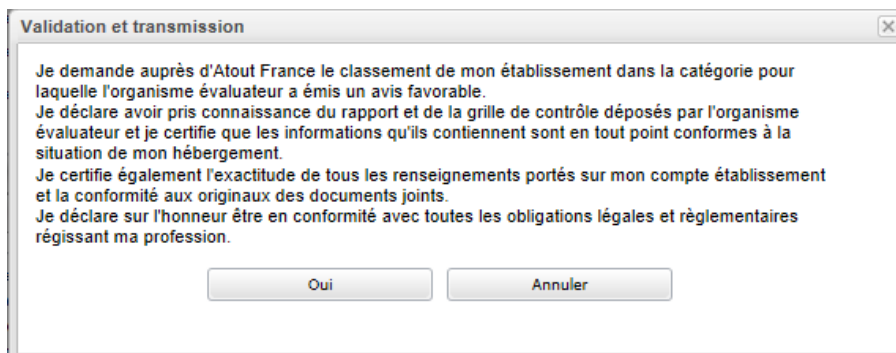 Validation et transmission
Je demande auprès d'Atout France le classement de mon établissement dans la catégorie pour
laquelle l'organisme évaluateur a émis un avis favorable.
Je déclare avoir pris connaissance du rapport et de la grille de contrôle déposés par l'organisme
évaluateur et je certifie que les informations qu'ils contiennent sont en tout point conformes à la
situation de mon hébergement.
Je certifie également l'exactitude de tous les renseignements portés sur mon compte établissement
et la conformité aux originaux des documents joints.
Je déclare sur l'honneur être en conformité avec toutes les obligations légales et règlementaires
régissant ma profession.
Oui
Annuler